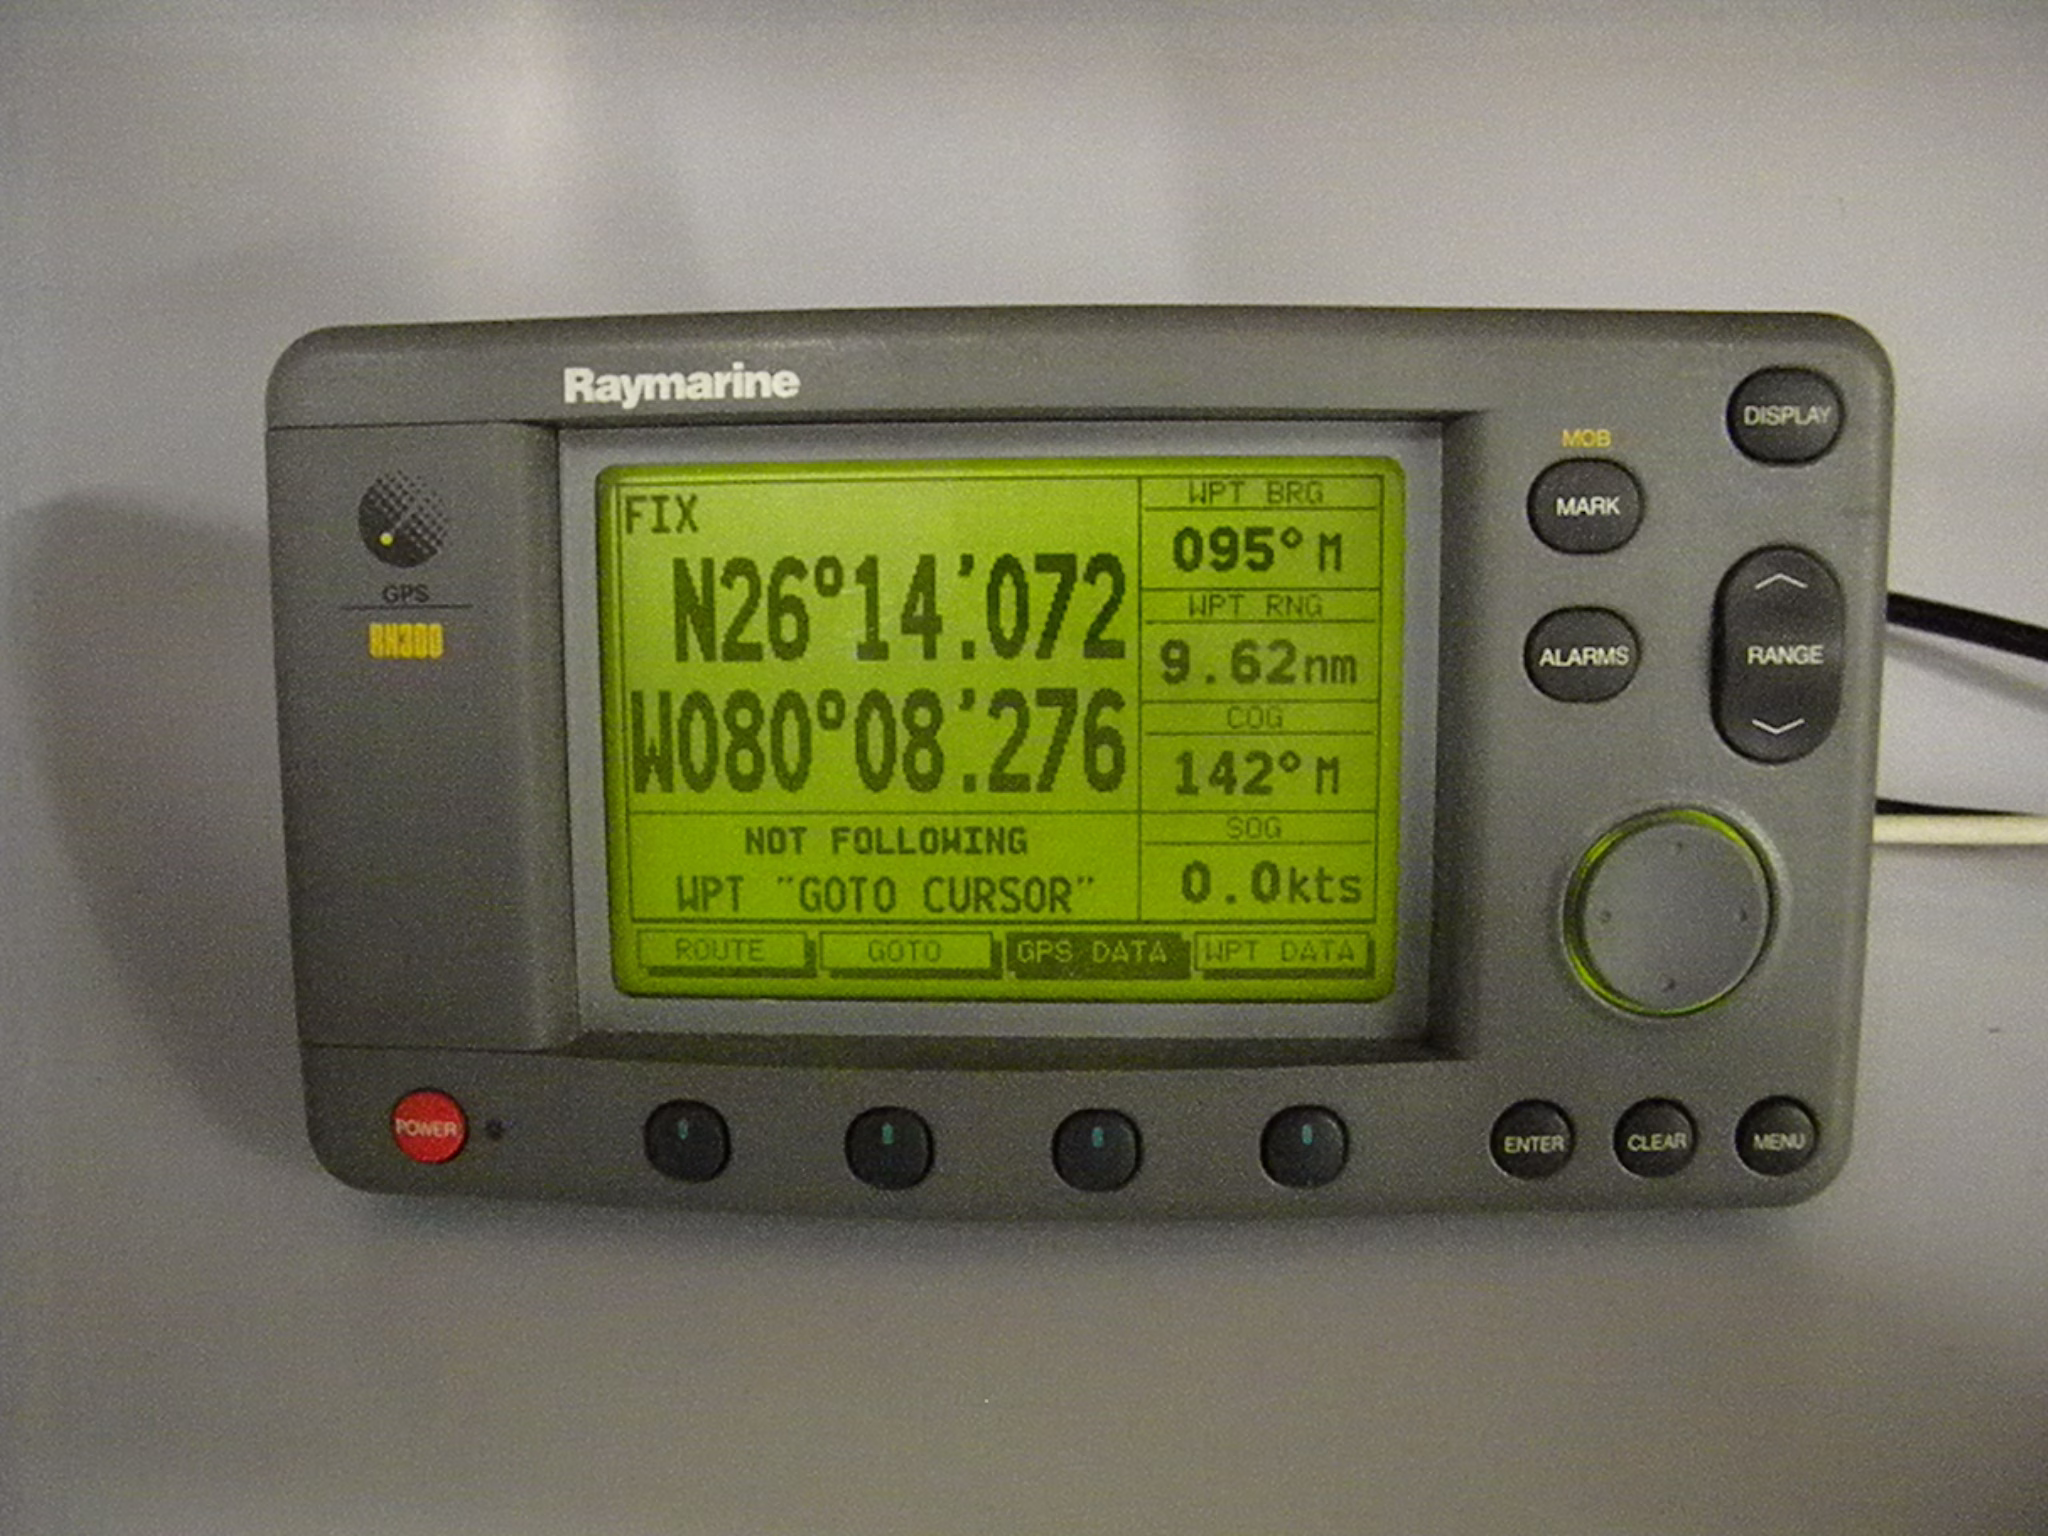 Raymarine
DISPLAY
MOB
MARK
GPS
ALARMS
RANGE
FIX
N26°14'.072
W080°08'.276
NOT FOLLOWING
WPT "GOTO CURSOR"
WPT BRG
095°M
WPT RNG
9.62nm
COG
142°M
SOG
0.0kts
ROUTE GOTO GPS DATA WPT DATA
POWER
ENTER CLEAR MENU